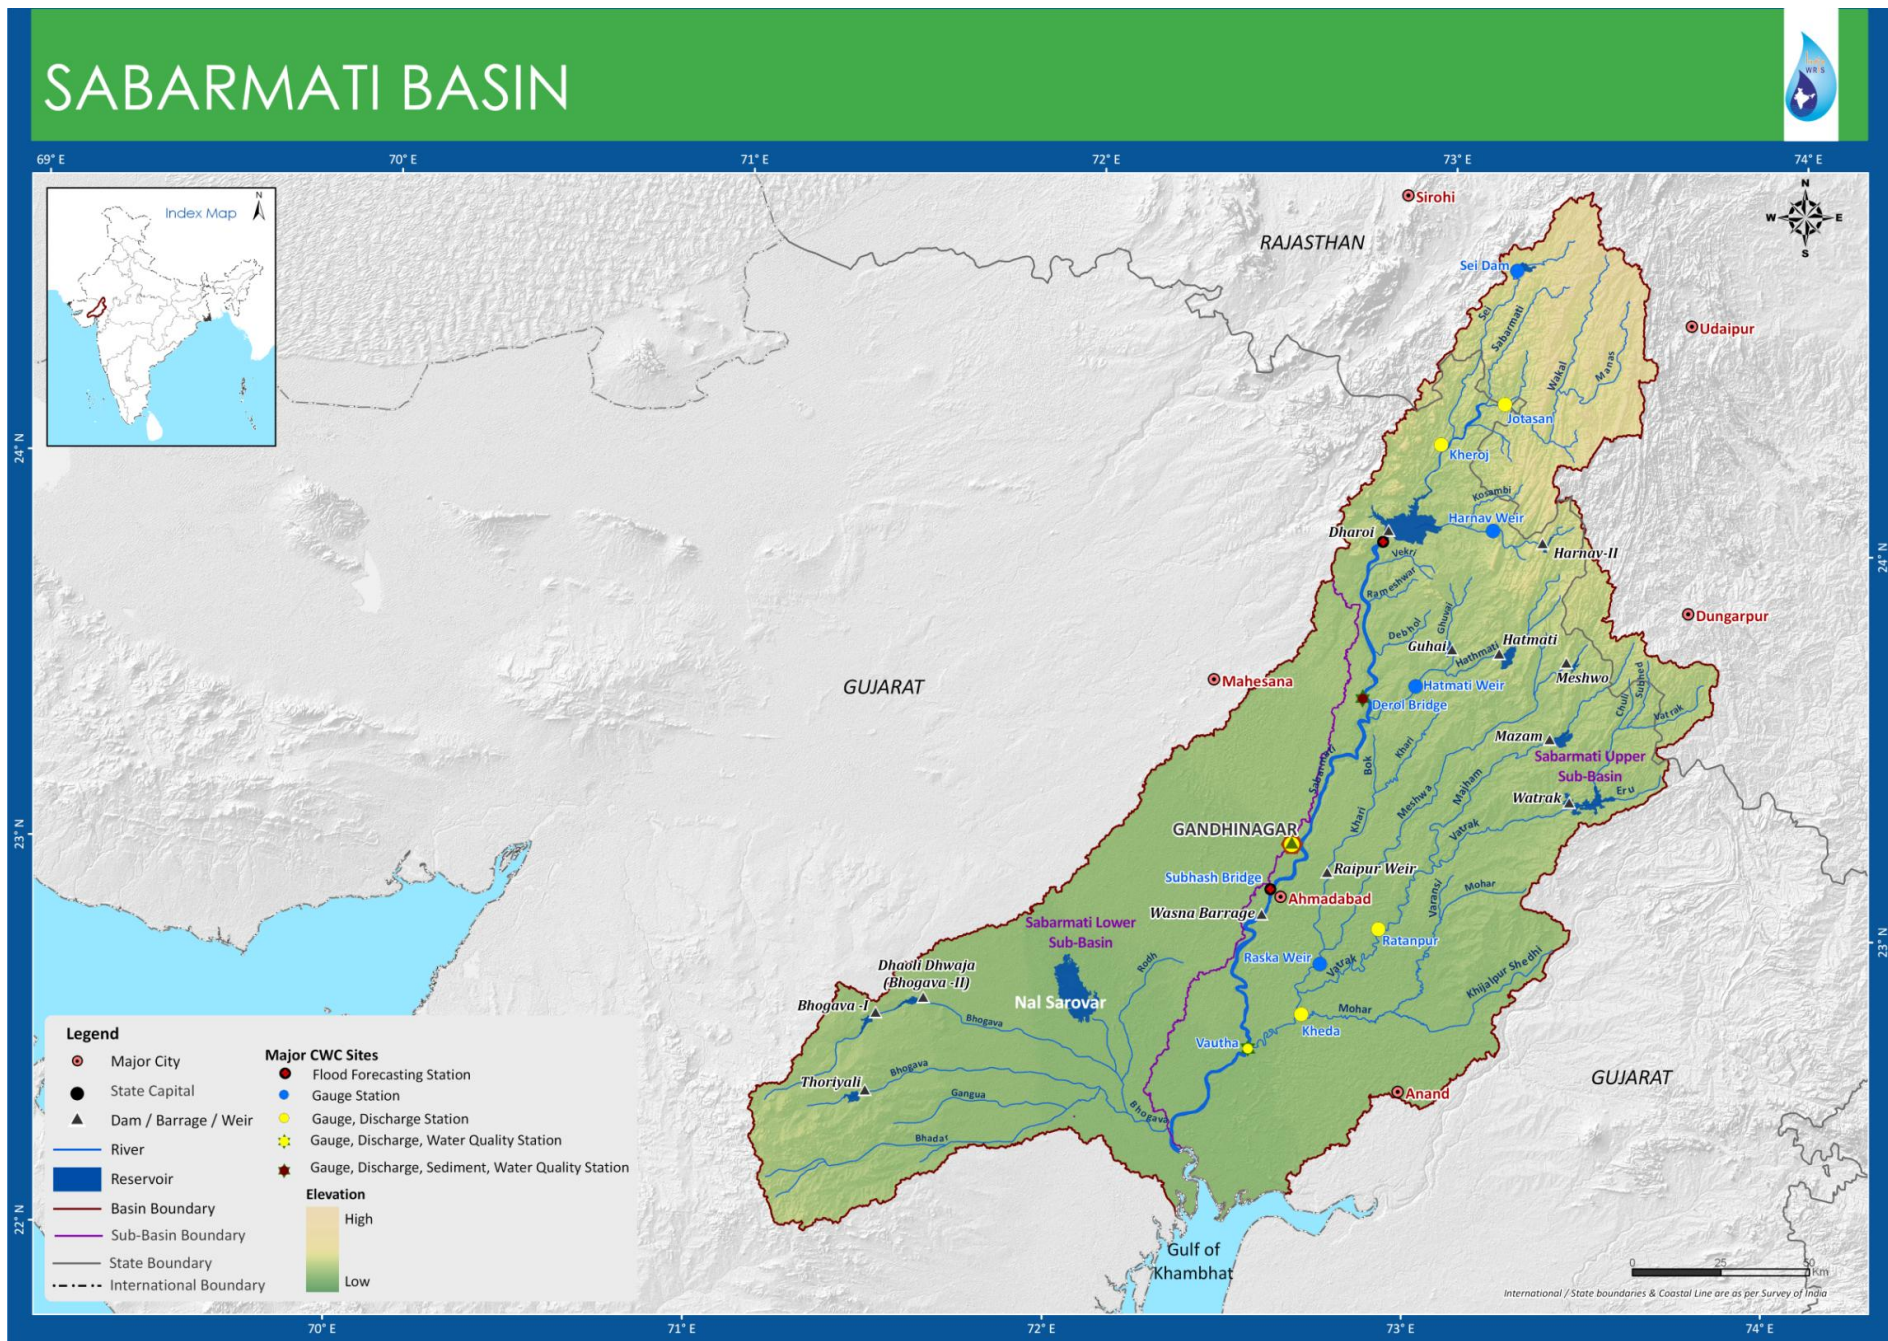 SABARMATI BASIN
India
WRIS
69° E
70° E
71° E
72° E
73° E
74° E
Index Map
N
N
W
E
S
Sirohi
RAJASTHAN
Sei Dam
Udaipur
Sei
Sabarmati
Wakal
Manas
Jotasan
24° N
Kheroj
Kosambi
Harnav Weir
Dharoi
Harnav-II
24° N
Vekri
Rameshwar
Dungarpur
Debhol
Ghuvai
Guhai
Hathmati
Hatmati
Meshwo
GUJARAT
Mahesana
Hatmati Weir
Derol Bridge
Chuli
Subhed
Vatrak
Mazam
Sabarmati
Bok
Khari
Sabarmati Upper
Sub-Basin
Majham
Meshwa
Watrak
Eru
23° N
GANDHINAGAR
Khari
Vatrak
Subhash Bridge
Raipur Weir
Ahmadabad
Varansi
Mohar
Wasna Barrage
Sabarmati Lower
Sub-Basin
Ratanpur
23° N
Raska Weir
Vatrak
Khijalpur Shedhi
Rodh
Dhaoli Dhwaja
(Bhogava -II)
Bhogava -I
Nal Sarovar
Bhogava
Mohar
Kheda
Vautha
Thoriyali
Bhogava
Gangua
Bhogava
Bhadar
Anand
GUJARAT
Gulf of
Khambhat
22° N
Legend
Major City
State Capital
Dam / Barrage / Weir
River
Reservoir
Basin Boundary
Sub-Basin Boundary
State Boundary
International Boundary
Major CWC Sites
Flood Forecasting Station
Gauge Station
Gauge, Discharge Station
Gauge, Discharge, Water Quality Station
Gauge, Discharge, Sediment, Water Quality Station
Elevation
High
Low
0 25 50
Km
International / State boundaries & Coastal Line are as per Survey of India
70° E
71° E
72° E
73° E
74° E